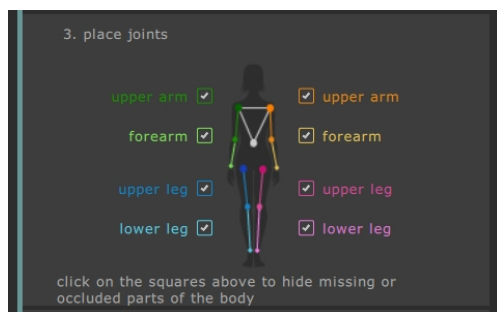 3. place joints
upper arm upper arm
forearm forearm
upper leg upper leg
lower leg lower leg
click on the squares above to hide missing or
occluded parts of the body